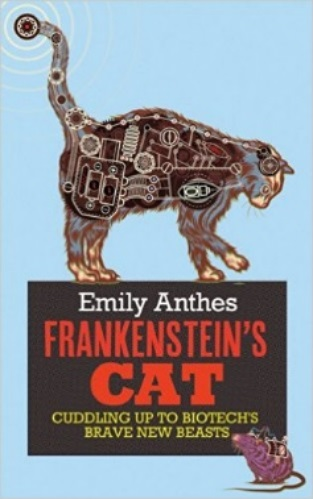 Emily Anthes
FRANKENSTEIN'S
CAT
CUDDLING UP TO BIOTECH'S
BRAVE NEW BEASTS